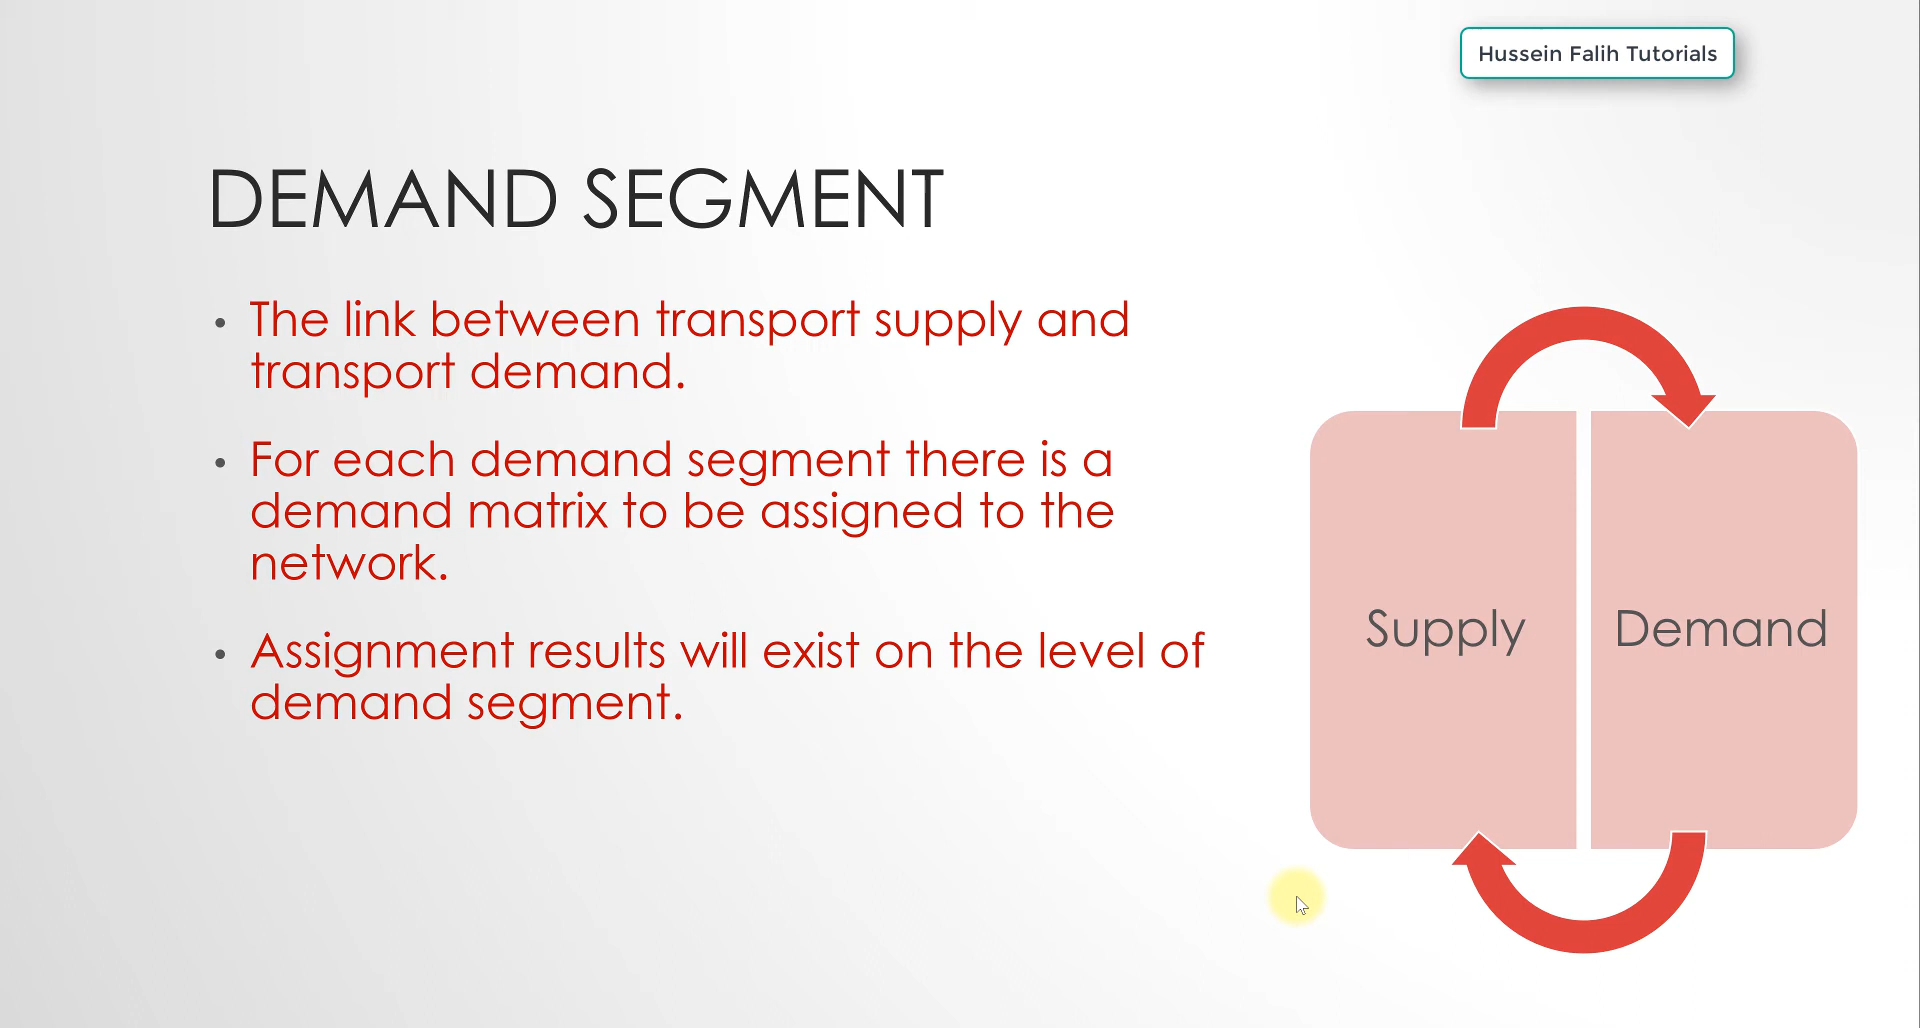 Hussein Falih Tutorials
DEMAND SEGMENT
• The link between transport supply and
transport demand.
• For each demand segment there is a
demand matrix to be assigned to the
network.
• Assignment results will exist on the level of
demand segment.
Supply
Demand